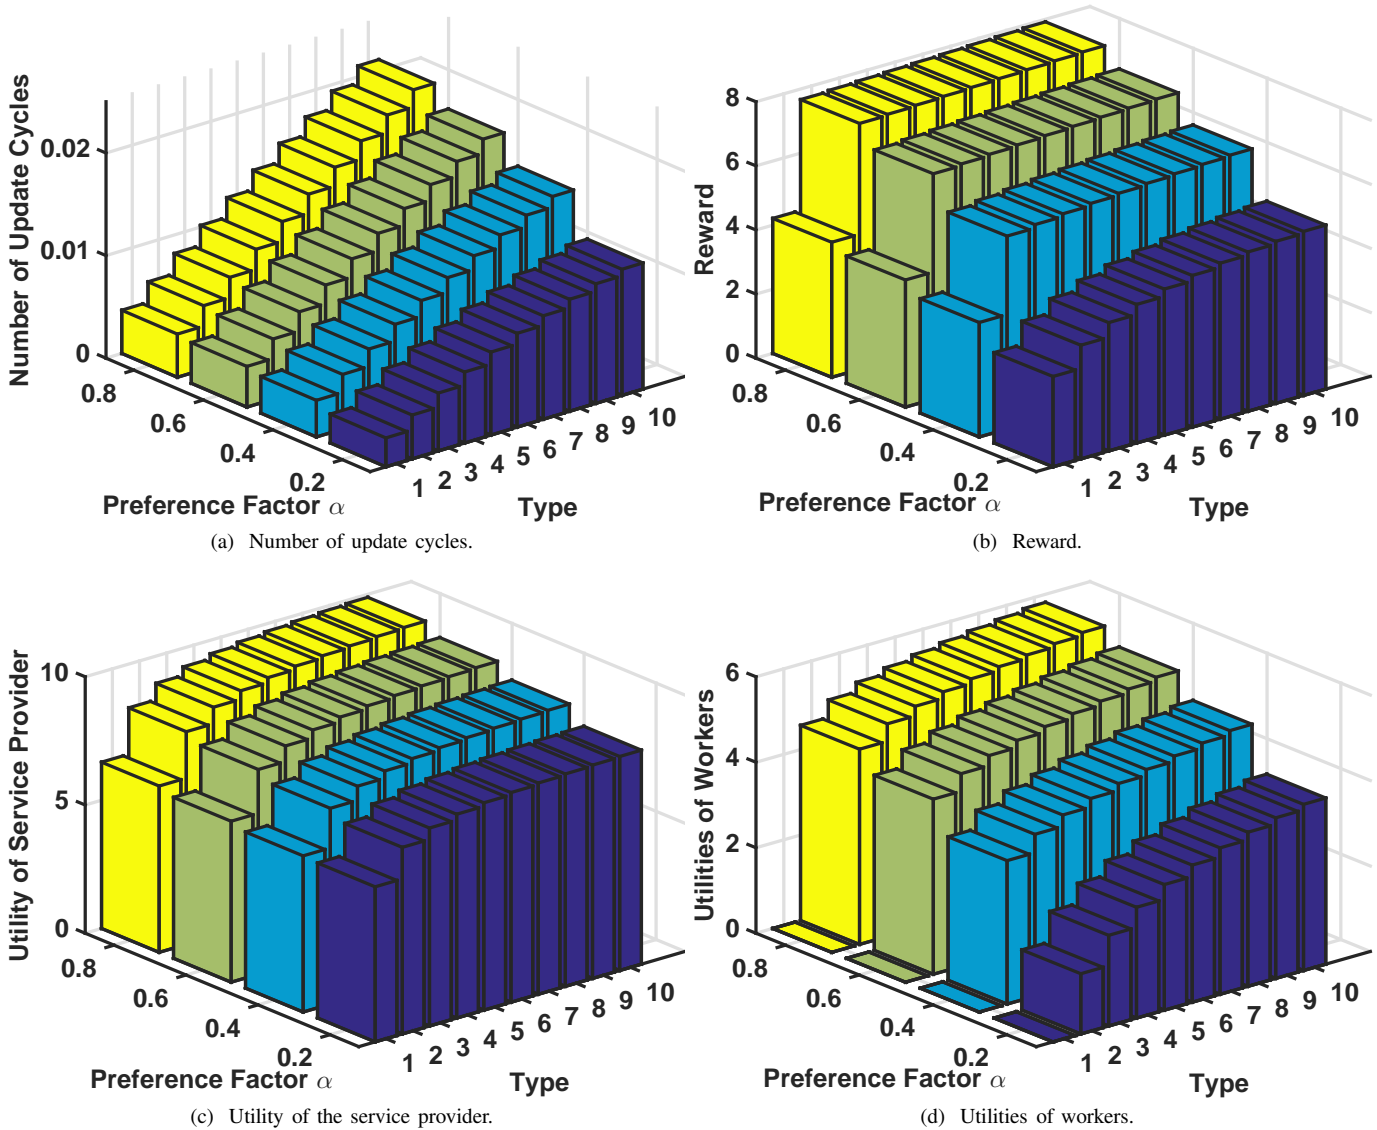 Number of Update Cycles
0.02
0.01
0
0.8
0.6
0.4
0.2
1 2 3 4 5 6 7 8 9 10
Preference Factor α
Type
(a) Number of update cycles.
Reward
8
6
4
2
0
0.8
0.6
0.4
0.2
1 2 3 4 5 6 7 8 9 10
Preference Factor α
Type
(b) Reward.
Utility of Service Provider
10
5
0
0.8
0.6
0.4
0.2
1 2 3 4 5 6 7 8 9 10
Preference Factor α
Type
(c) Utility of the service provider.
Utilities of Workers
6
4
2
0
0.8
0.6
0.4
0.2
1 2 3 4 5 6 7 8 9 10
Preference Factor α
Type
(d) Utilities of workers.